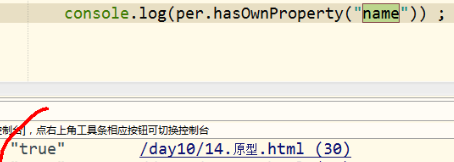 console.log(per.hasOwnProperty("name")) ;
控制台]，点右上角工具条相应按钮可切换控制台
"true" /day10/14.原型.html (30)